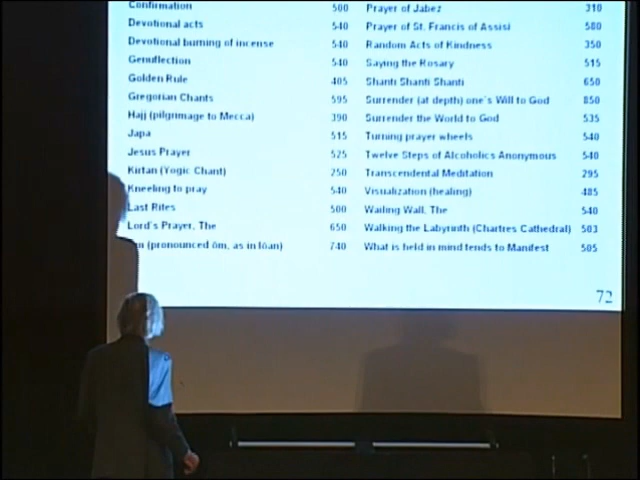 Confirmation 500
Devotional acts 540
Devotional burning of incense 540
Genuflection 540
Golden Rule 405
Gregorian Chants 595
Hajj (pilgrimage to Mecca) 390
Japa 515
Jesus Prayer 525
Kirtan (Yogic Chant) 250
Kneeling to pray 540
Last Rites 500
Lord's Prayer, The 650
(pronounced ōm, as in lōan) 740
Prayer of Jabez 310
Prayer of St. Francis of Assisi 580
Random Acts of Kindness 350
Saying the Rosary 515
Shanti Shanti Shanti 650
Surrender (at depth) one's Will to God 850
Surrender the World to God 535
Turning prayer wheels 540
Twelve Steps of Alcoholics Anonymous 540
Transcendental Meditation 295
Visualization (healing) 485
Wailing Wall, The 540
Walking the Labyrinth (Chartres Cathedral) 503
What is held in mind tends to Manifest 505
72